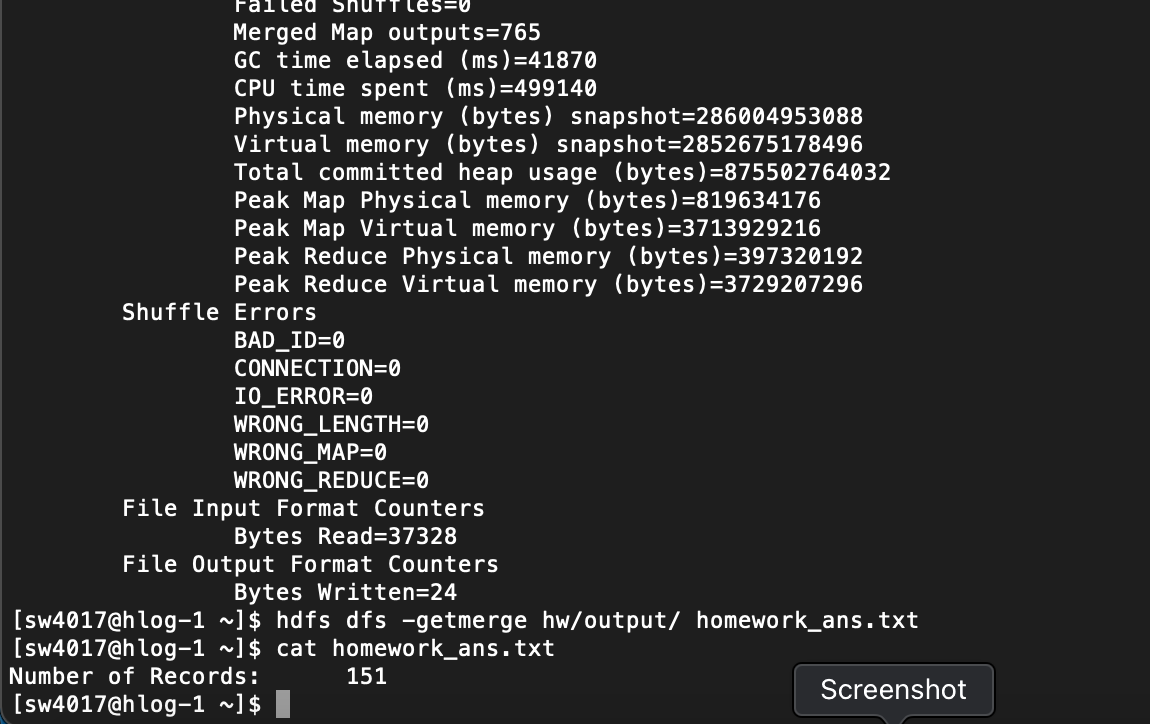 Failed Shuffles=0
Merged Map outputs=765
GC time elapsed (ms)=41870
CPU time spent (ms)=499140
Physical memory (bytes) snapshot=286004953088
Virtual memory (bytes) snapshot=2852675178496
Total committed heap usage (bytes)=875502764032
Peak Map Physical memory (bytes)=819634176
Peak Map Virtual memory (bytes)=3713929216
Peak Reduce Physical memory (bytes)=397320192
Peak Reduce Virtual memory (bytes)=3729207296
Shuffle Errors
BAD_ID=0
CONNECTION=0
IO_ERROR=0
WRONG_LENGTH=0
WRONG_MAP=0
WRONG_REDUCE=0
File Input Format Counters
Bytes Read=37328
File Output Format Counters
Bytes Written=24
[sw4017@hlog-1 ~]$ hdfs dfs -getmerge hw/output/ homework_ans.txt
[sw4017@hlog-1 ~]$ cat homework_ans.txt
Number of Records:      151
[sw4017@hlog-1 ~]$
Screenshot